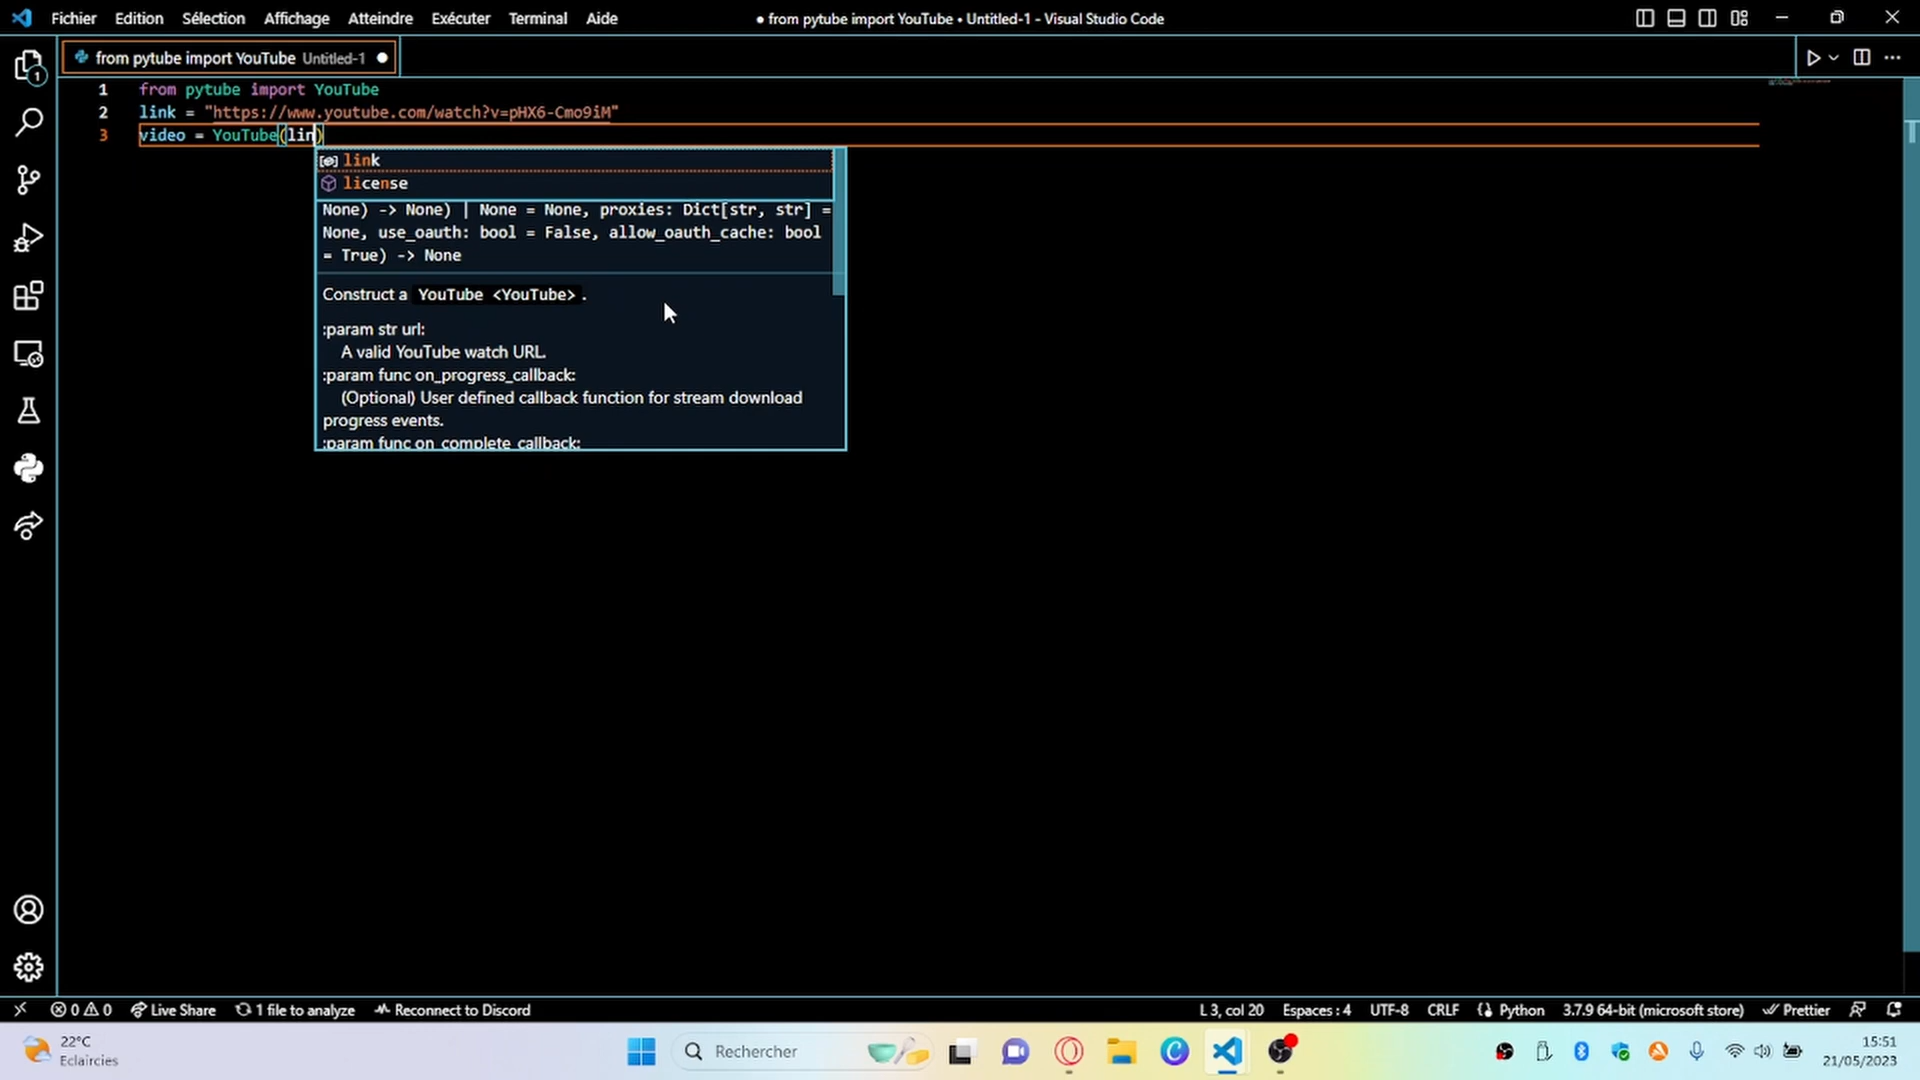 Fichier Edition Sélection Affichage Atteindre Exécuter Terminal Aide
● from pytube import YouTube • Untitled-1 - Visual Studio Code
from pytube import YouTube Untitled-1 ●
1
1 from pytube import YouTube
2 link = "https://www.youtube.com/watch?v=pHX6-Cmo9iM"
3 video = YouTube(lin)
link
license
None) -> None) | None = None, proxies: Dict[str, str] =
None, use_oauth: bool = False, allow_oauth_cache: bool
= True) -> None
Construct a YouTube <YouTube> .
:param str url:
A valid YouTube watch URL.
:param func on_progress_callback:
(Optional) User defined callback function for stream download
progress events.
:param func on_complete_callback:
0 0 Live Share 1 file to analyze Reconnect to Discord L 3, col 20 Espaces : 4 UTF-8 CRLF Python 3.7.9 64-bit (microsoft store) Prettier
22°C
Eclaircies
Rechercher
15:51
21/05/2023